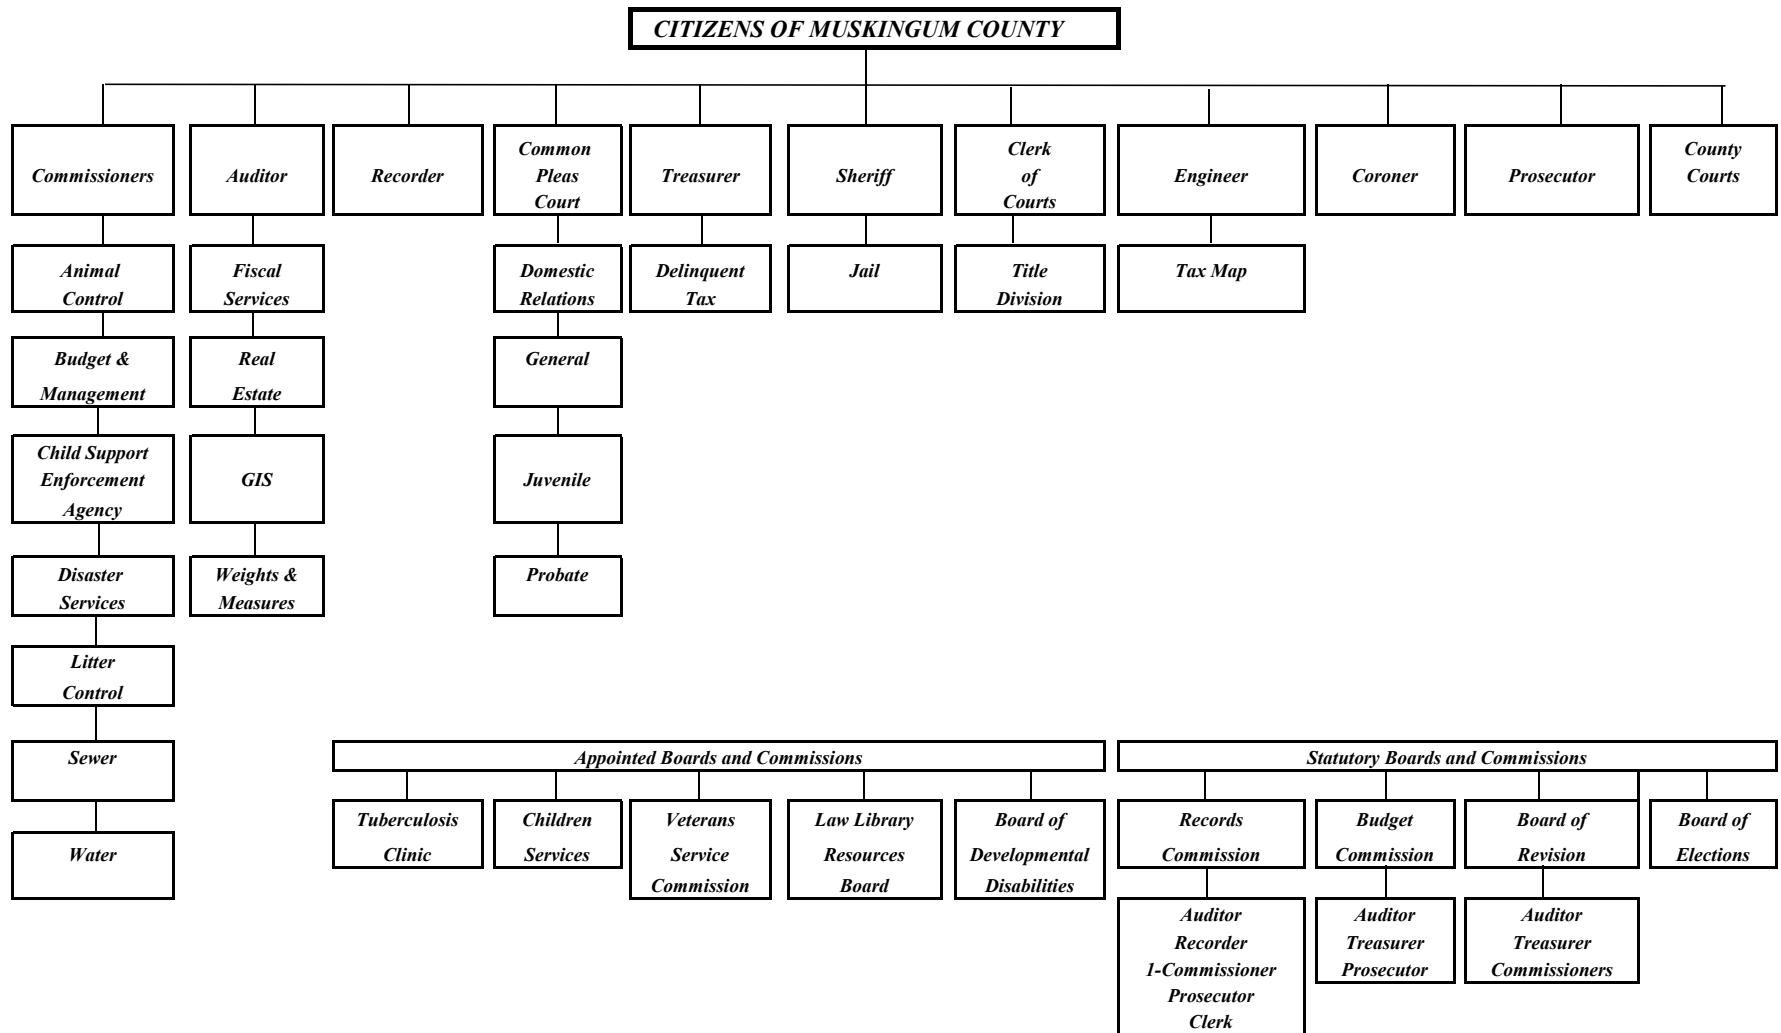 CITIZENS OF MUSKINGUM COUNTY
Commissioners
Auditor
Recorder
Common
Pleas
Court
Treasurer
Sheriff
Clerk
of
Courts
Engineer
Coroner
Prosecutor
County
Courts
Animal
Control
Fiscal
Services
Domestic
Relations
Delinquent
Tax
Jail
Title
Division
Tax Map
Budget &
Management
Real
Estate
General
Child Support
Enforcement
Agency
GIS
Juvenile
Disaster
Services
Weights &
Measures
Probate
Litter
Control
Sewer
Water
Appointed Boards and Commissions
Tuberculosis
Clinic
Children
Services
Veterans
Service
Commission
Law Library
Resources
Board
Board of
Developmental
Disabilities
Statutory Boards and Commissions
Records
Commission
Budget
Commission
Board of
Revision
Board of
Elections
Auditor
Recorder
1-Commissioner
Prosecutor
Clerk
Auditor
Treasurer
Prosecutor
Auditor
Treasurer
Commissioners